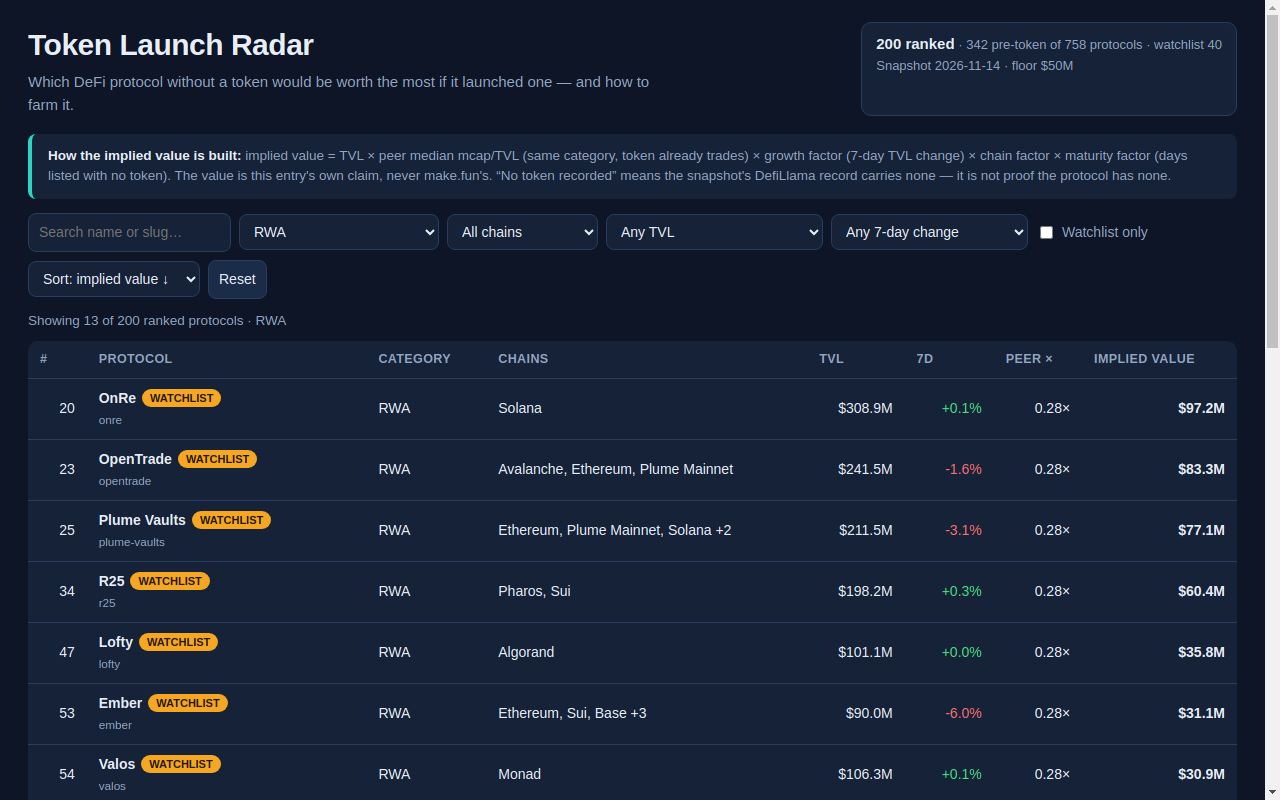 Token Launch Radar
Which DeFi protocol without a token would be worth the most if it launched one — and how to
farm it.
200 ranked · 342 pre-token of 758 protocols · watchlist 40
Snapshot 2026-11-14 · floor $50M
How the implied value is built: implied value = TVL × peer median mcap/TVL (same category, token already trades) × growth factor (7-day TVL change) × chain factor × maturity factor (days
listed with no token). The value is this entry's own claim, never make.fun's. “No token recorded” means the snapshot's DefiLlama record carries none — it is not proof the protocol has none.
Search name or slug… RWA All chains Any TVL Any 7-day change Watchlist only
Sort: implied value ↓ Reset
Showing 13 of 200 ranked protocols · RWA
# PROTOCOL CATEGORY CHAINS TVL 7D PEER × IMPLIED VALUE
20 OnRe WATCHLIST RWA Solana $308.9M +0.1% 0.28× $97.2M
onre
23 OpenTrade WATCHLIST RWA Avalanche, Ethereum, Plume Mainnet $241.5M -1.6% 0.28× $83.3M
opentrade
25 Plume Vaults WATCHLIST RWA Ethereum, Plume Mainnet, Solana +2 $211.5M -3.1% 0.28× $77.1M
plume-vaults
34 R25 WATCHLIST RWA Pharos, Sui $198.2M +0.3% 0.28× $60.4M
r25
47 Lofty WATCHLIST RWA Algorand $101.1M +0.0% 0.28× $35.8M
lofty
53 Ember WATCHLIST RWA Ethereum, Sui, Base +3 $90.0M -6.0% 0.28× $31.1M
ember
54 Valos WATCHLIST RWA Monad $106.3M +0.1% 0.28× $30.9M
valos